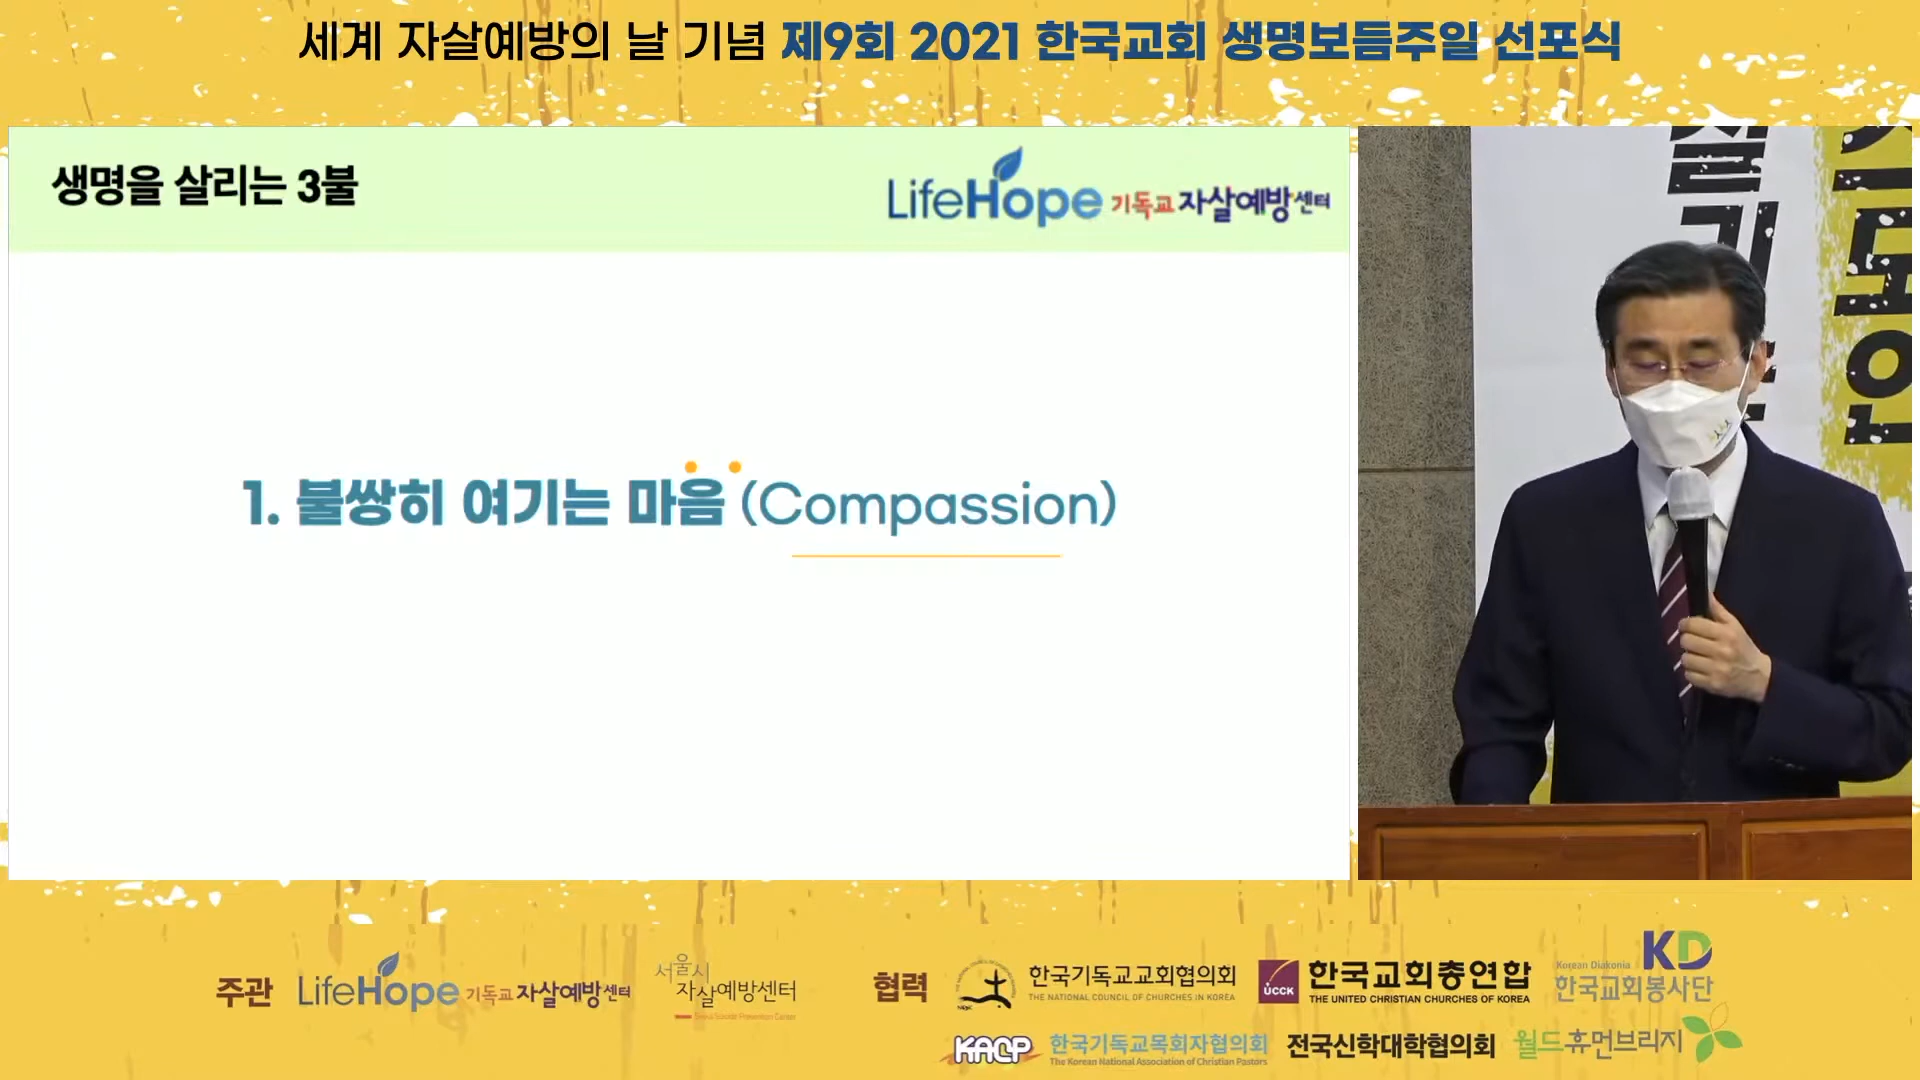 세계 자살예방의 날 기념 제9회 2021 한국교회 생명보듬주일 선포식
생명을 살리는 3불
LifeHope 기독교 자살예방센터
1. 불쌍히 여기는 마음 (Compassion)
주관
LifeHope 기독교 자살예방센터
서울시
자살예방센터
Seoul Suicide Prevention Center
협력
한국기독교교회협의회
THE NATIONAL COUNCIL OF CHURCHES IN KOREA
UCCK
한국교회총연합
THE UNITED CHRISTIAN CHURCHES OF KOREA
KD
Korean Diakonia
한국교회봉사단
KACP
한국기독교목회자협의회
The Korean National Association of Christian Pastors
전국신학대학협의회
월드휴먼브리지